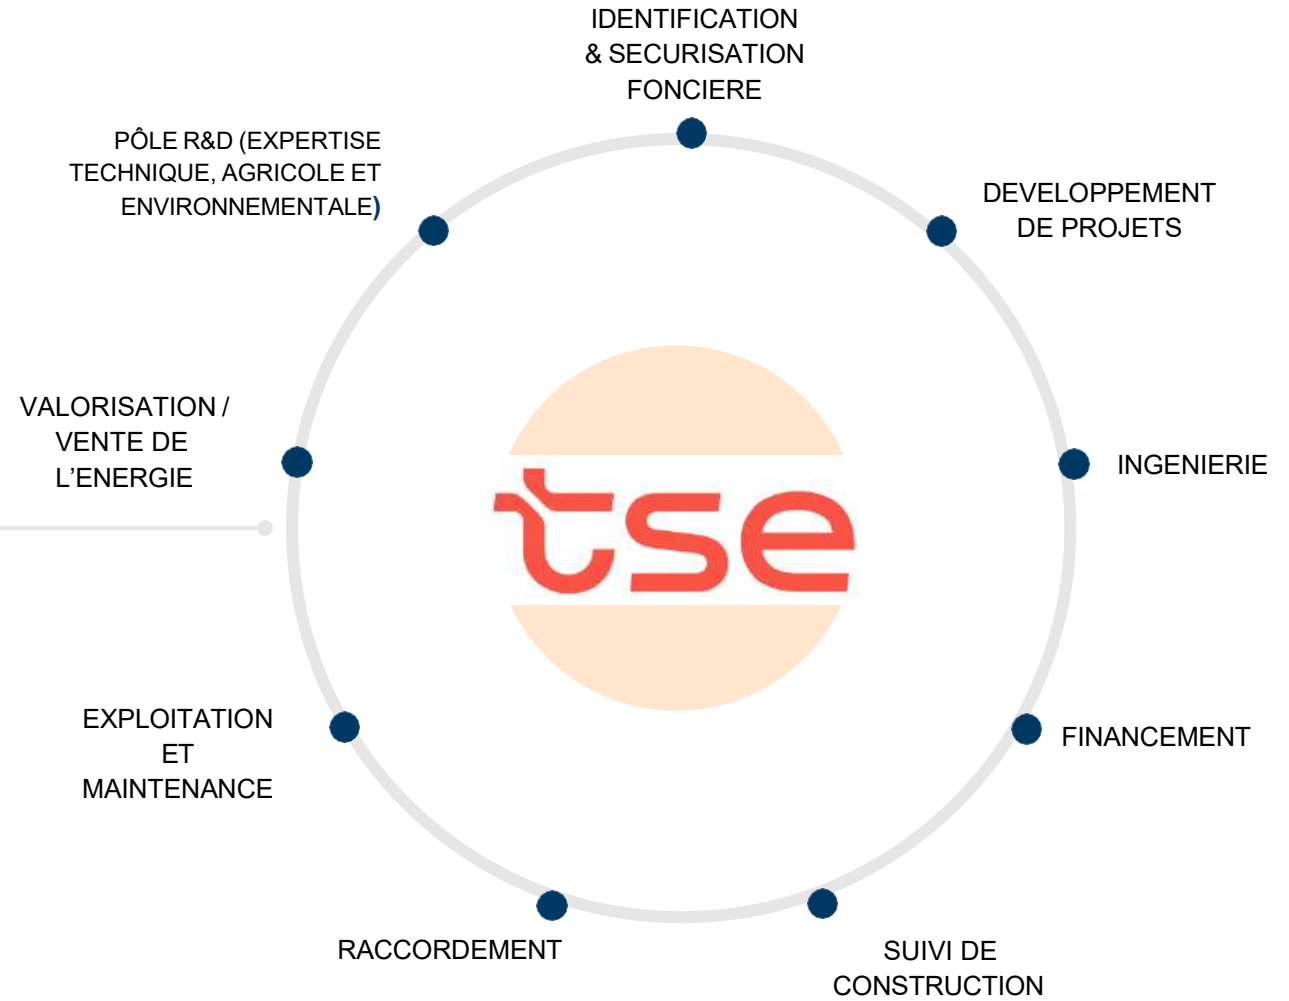 IDENTIFICATION
& SECURISATION
FONCIERE
DEVELOPPEMENT
DE PROJETS
INGENIERIE
FINANCEMENT
SUIVI DE
CONSTRUCTION
RACCORDEMENT
EXPLOITATION
ET
MAINTENANCE
VALORISATION /
VENTE DE
L’ENERGIE
PÔLE R&D (EXPERTISE
TECHNIQUE, AGRICOLE ET
ENVIRONNEMENTALE)
tse